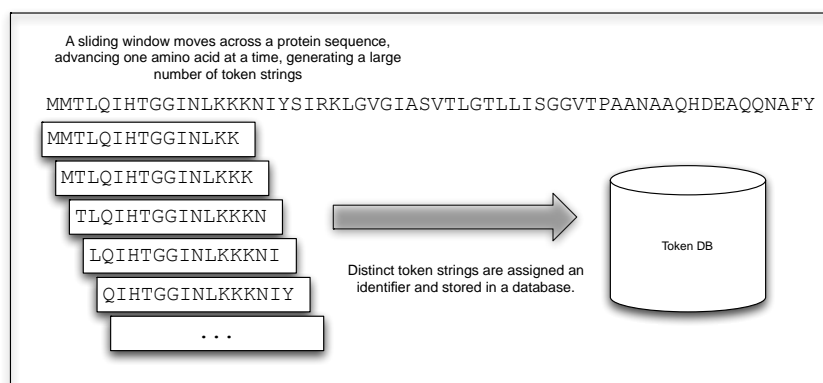 A sliding window moves across a protein sequence,
advancing one amino acid at a time, generating a large
number of token strings
MMTLQIHTGGINLKKKNIYSIRKLGVGIASVTLGTLLISGGVTPAANAAQHDEAQQNAFY
MMTLQIHTGGINLKK
MTLQIHTGGINLKKK
TLQIHTGGINLKKKN
LQIHTGGINLKKKNI
QIHTGGINLKKKNIY
...
Distinct token strings are assigned an
identifier and stored in a database.
Token DB